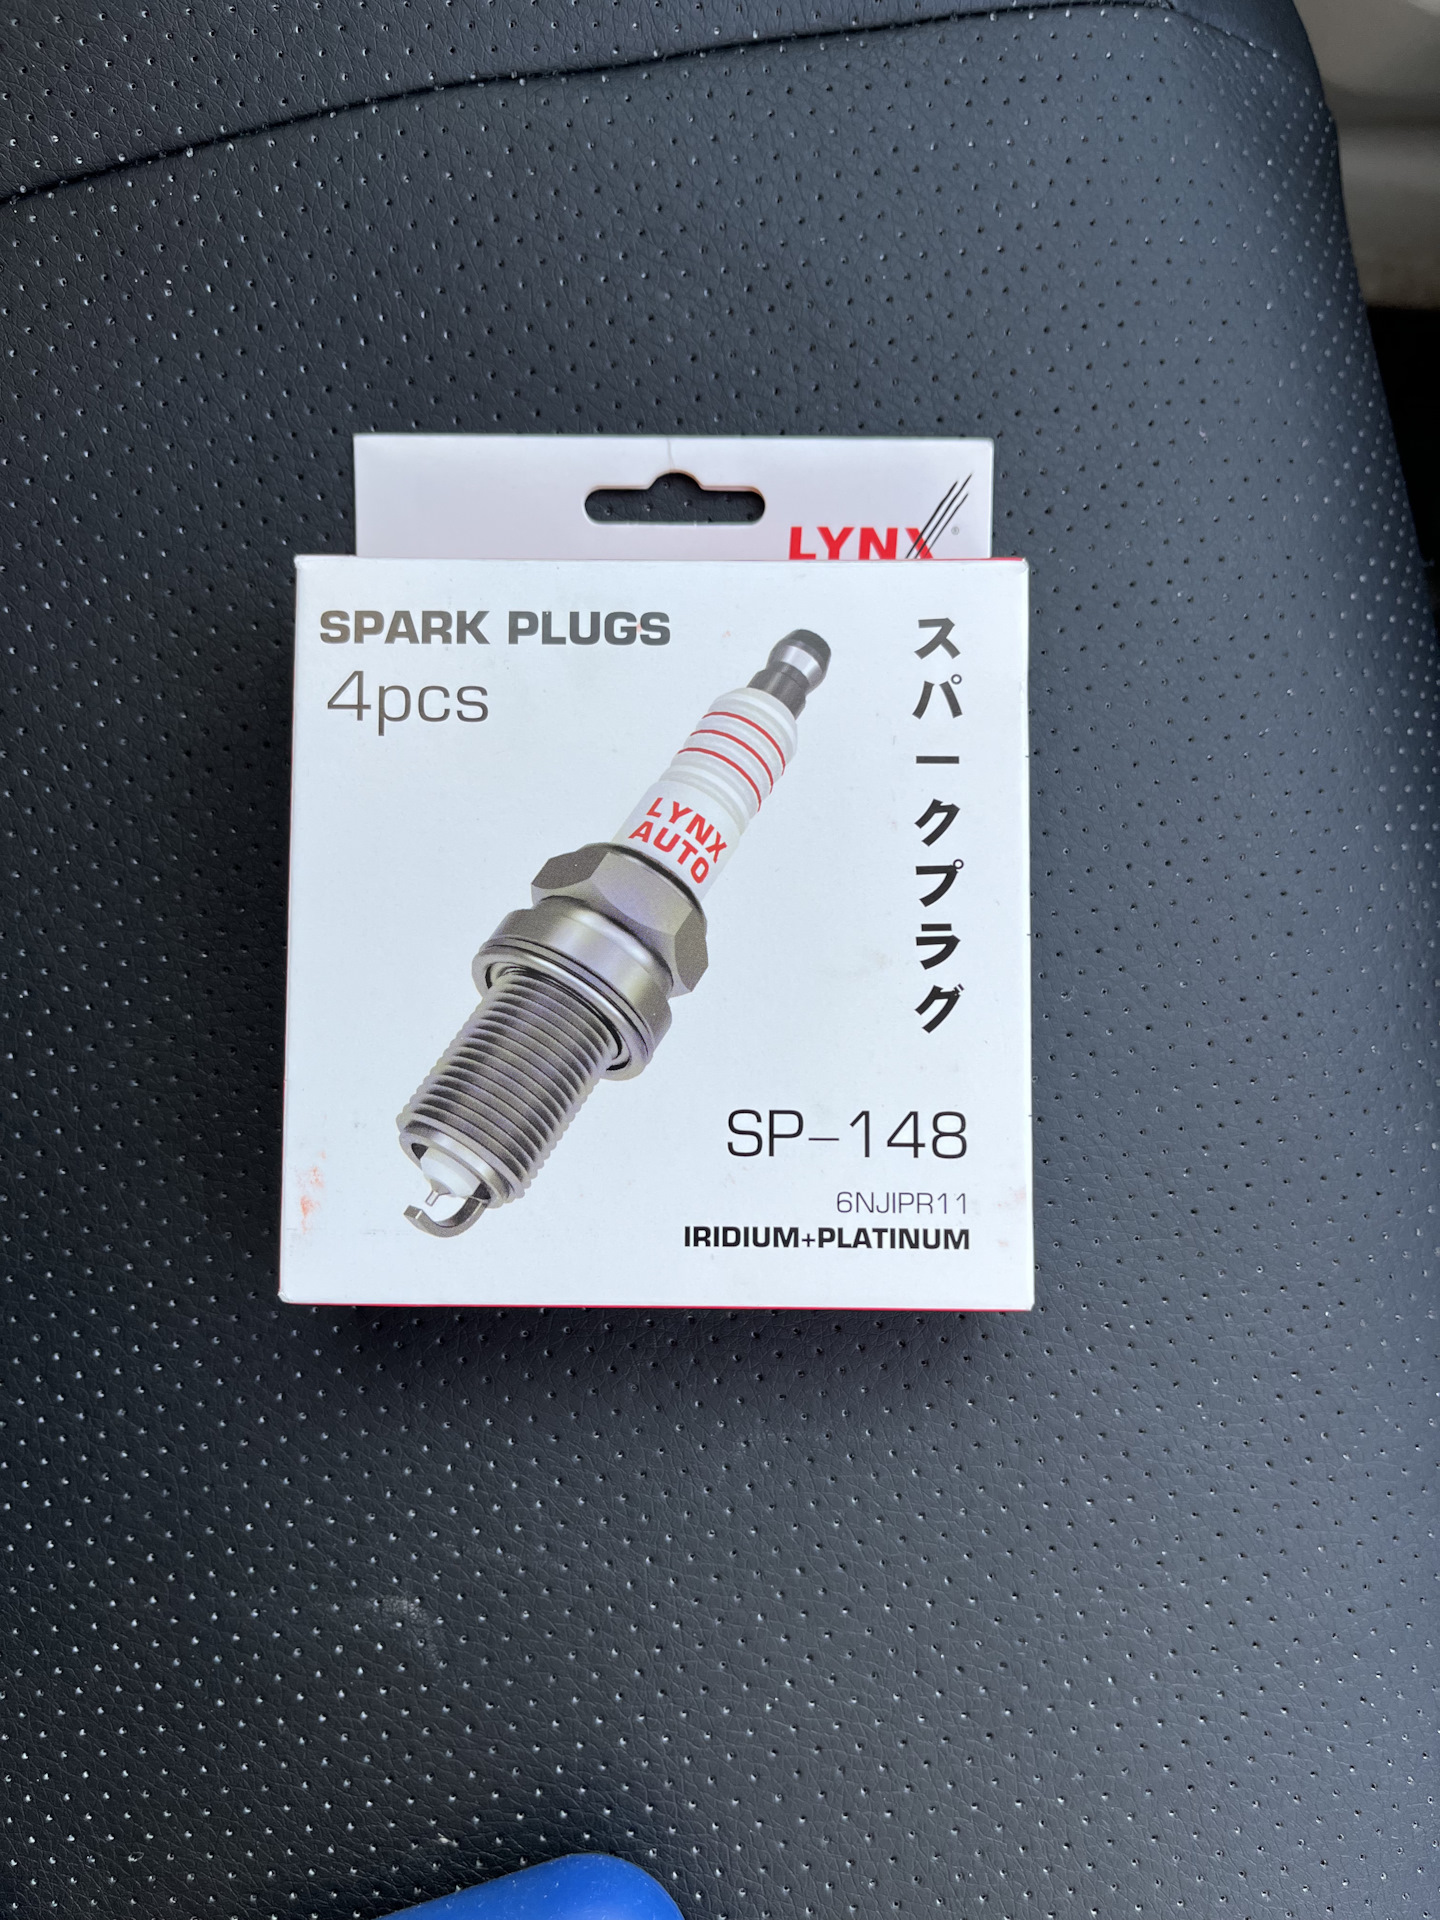 LYNX®
SPARK PLUGS
4pcs
スパークプラグ
LYNX
AUTO
SP-148
6NJIPR11
IRIDIUM+PLATINUM